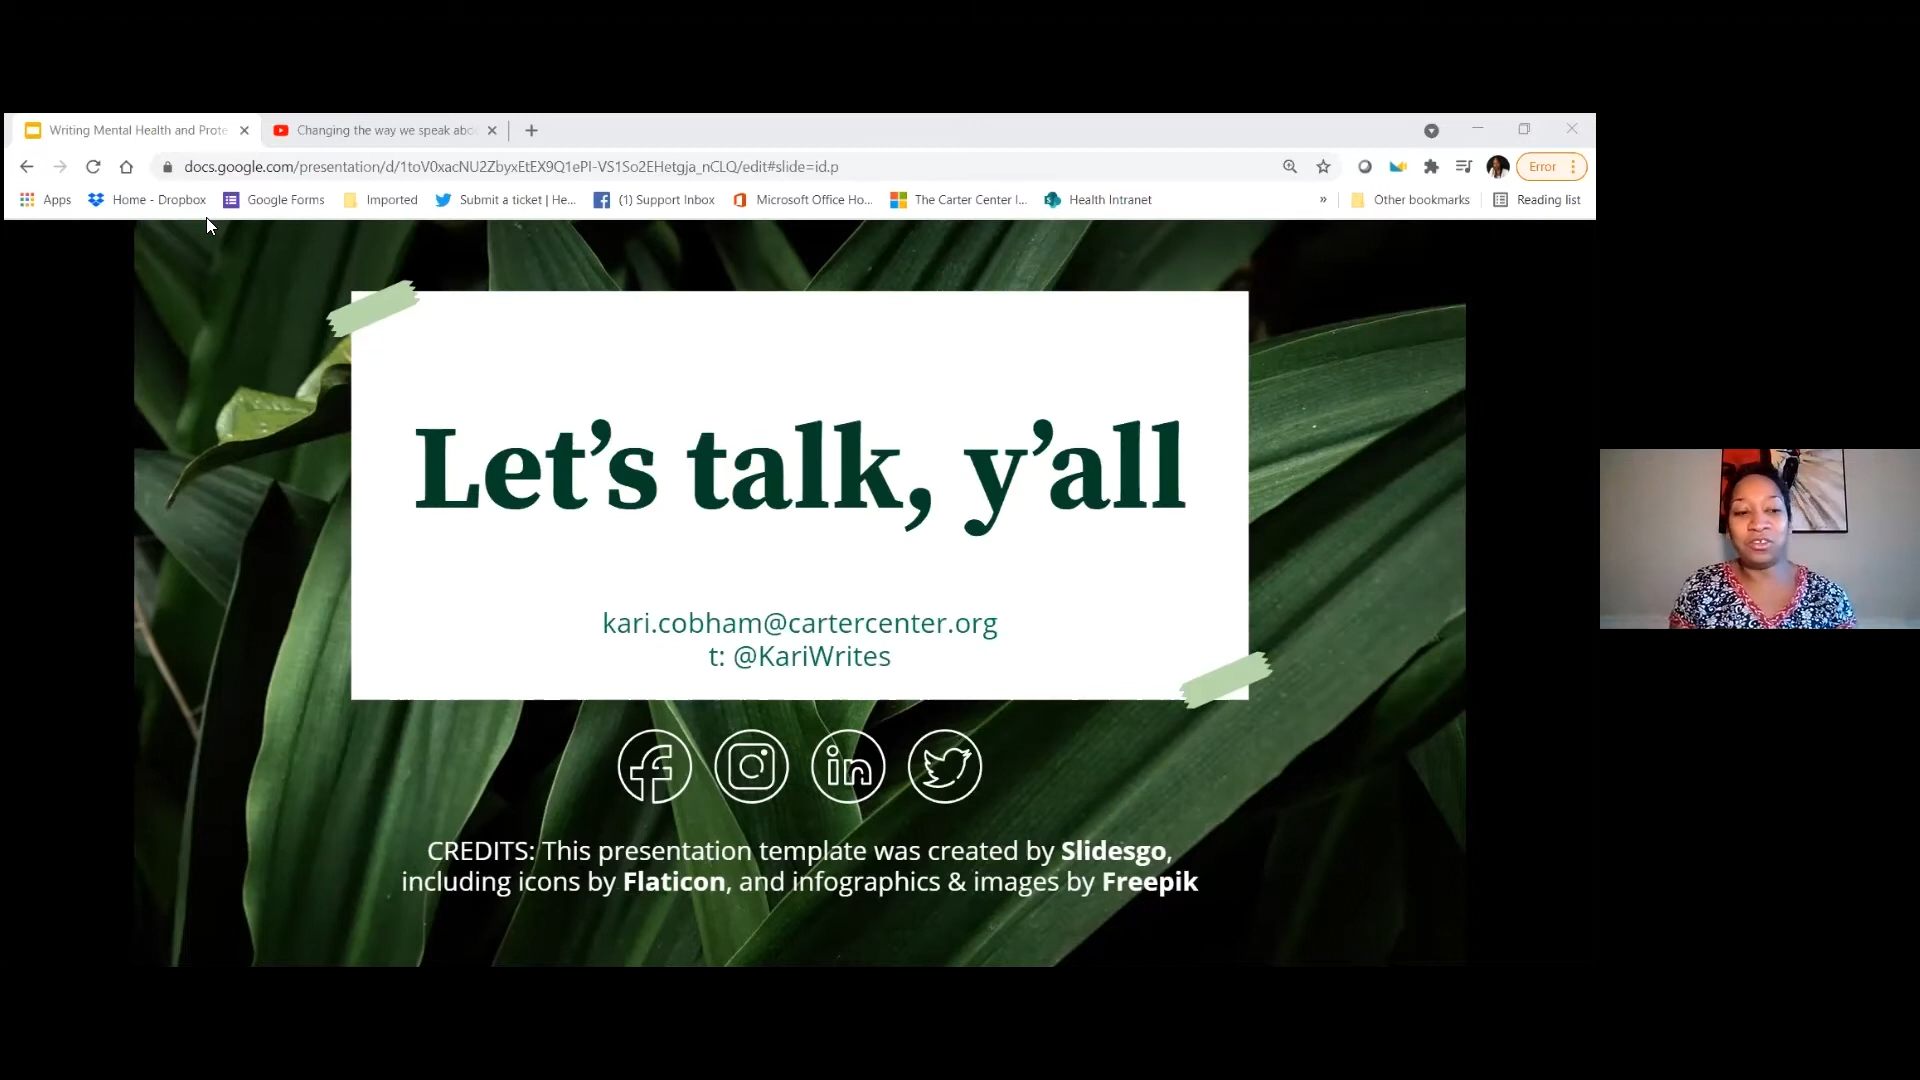 Writing Mental Health and Prote
Changing the way we speak abo
docs.google.com/presentation/d/1toV0xacNU2ZbyxEtEX9Q1ePI-VS1So2EHetgja_nCLQ/edit#slide=id.p
Error
Apps Home - Dropbox Google Forms Imported Submit a ticket | He... (1) Support Inbox Microsoft Office Ho... The Carter Center I... Health Intranet » Other bookmarks Reading list
Let’s talk, y’all
kari.cobham@cartercenter.org
t: @KariWrites
CREDITS: This presentation template was created by Slidesgo,
including icons by Flaticon, and infographics & images by Freepik